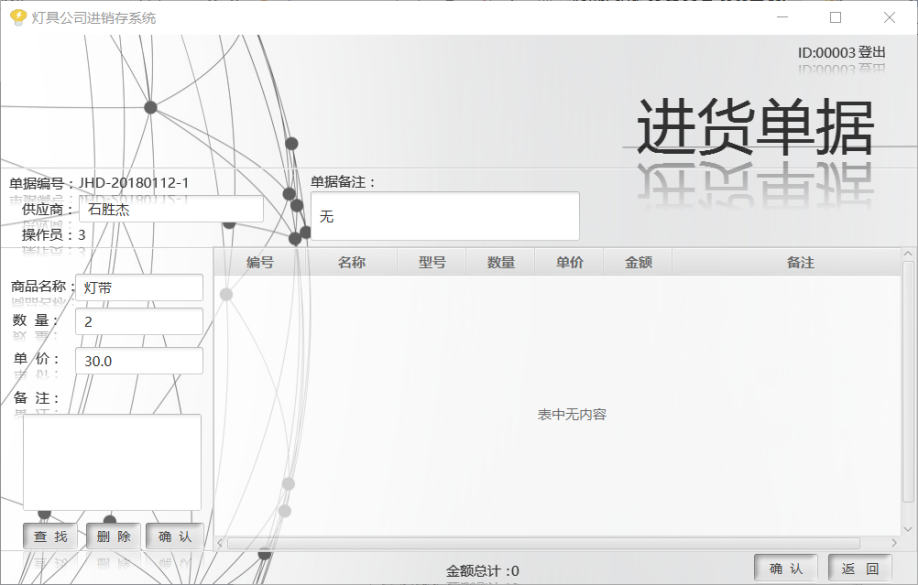 灯具公司进销存系统
ID:00003 登出
进货单据
单据编号：JHD-20180112-1
单据备注：
供应商： 石胜杰
无
操作员：3
编号 名称 型号 数量 单价 金额 备注
商品名称： 灯带
数 量： 2
单 价： 30.0
备 注：
表中无内容
查 找 删 除 确 认
金额总计 :0
确 认 返 回